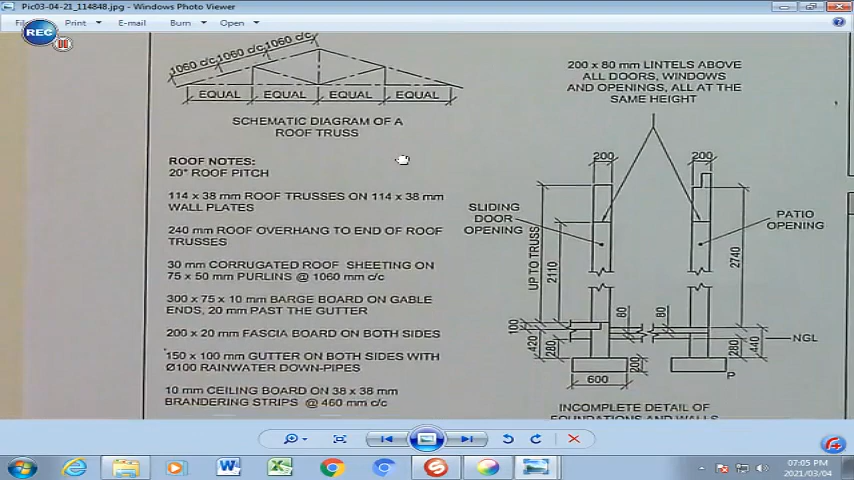 Pic03-04-21_114848.jpg - Windows Photo Viewer
Print
E-mail
Burn
Open
REC
1060 c/c 1060 c/c 1060 c/c
EQUAL EQUAL EQUAL EQUAL
SCHEMATIC DIAGRAM OF A
ROOF TRUSS
ROOF NOTES:
20° ROOF PITCH
114 x 38 mm ROOF TRUSSES ON 114 x 38 mm
WALL PLATES
240 mm ROOF OVERHANG TO END OF ROOF
TRUSSES
30 mm CORRUGATED ROOF SHEETING ON
75 x 50 mm PURLINS @ 1060 mm c/c
300 x 75 x 10 mm BARGE BOARD ON GABLE
ENDS, 20 mm PAST THE GUTTER
200 x 20 mm FASCIA BOARD ON BOTH SIDES
150 x 100 mm GUTTER ON BOTH SIDES WITH
Ø100 RAINWATER DOWN-PIPES
10 mm CEILING BOARD ON 38 x 38 mm
BRANDERING STRIPS @ 460 mm c/c
200 x 80 mm LINTELS ABOVE
ALL DOORS, WINDOWS
AND OPENINGS, ALL AT THE
SAME HEIGHT
200
200
SLIDING
DOOR
OPENING
PATIO
OPENING
UP TO TRUSS
2110
2740
100
420
280
80
80
280
440
NGL
200
600
P
INCOMPLETE DETAIL OF
FOUNDATIONS AND WALLS
07:05 PM
2021/03/04